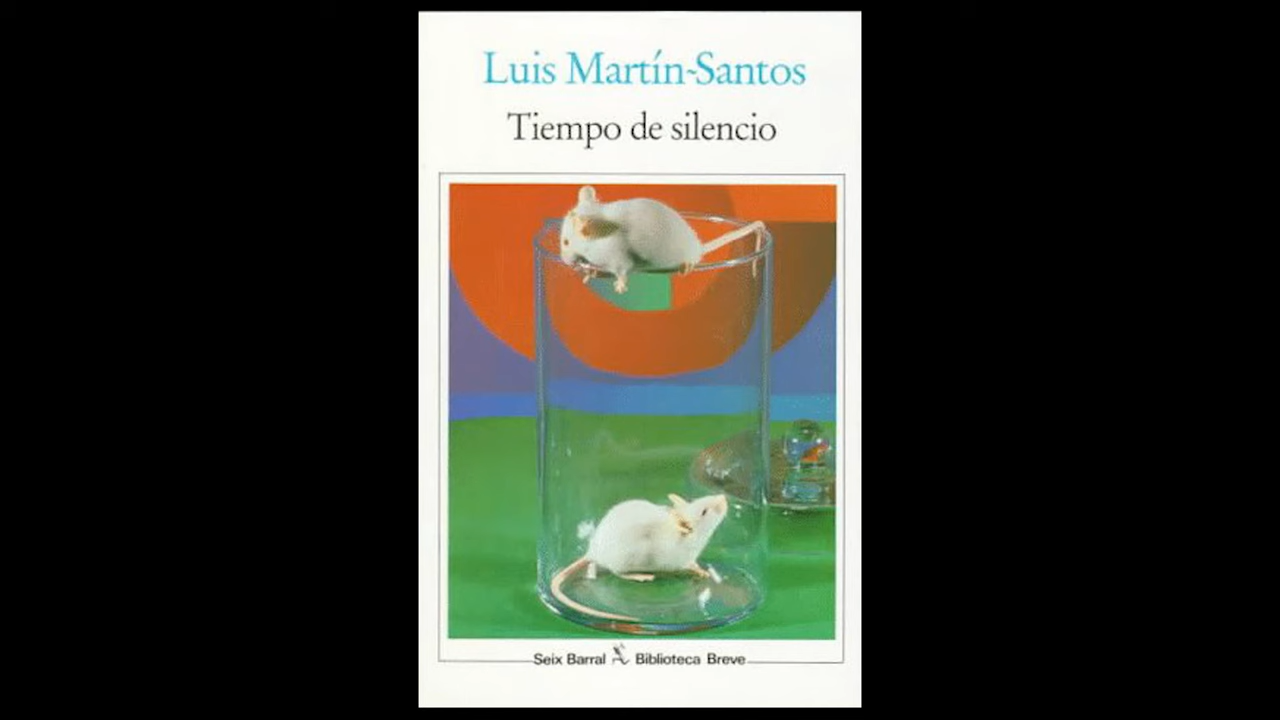 Luis Martín-Santos
Tiempo de silencio
Seix Barral Biblioteca Breve